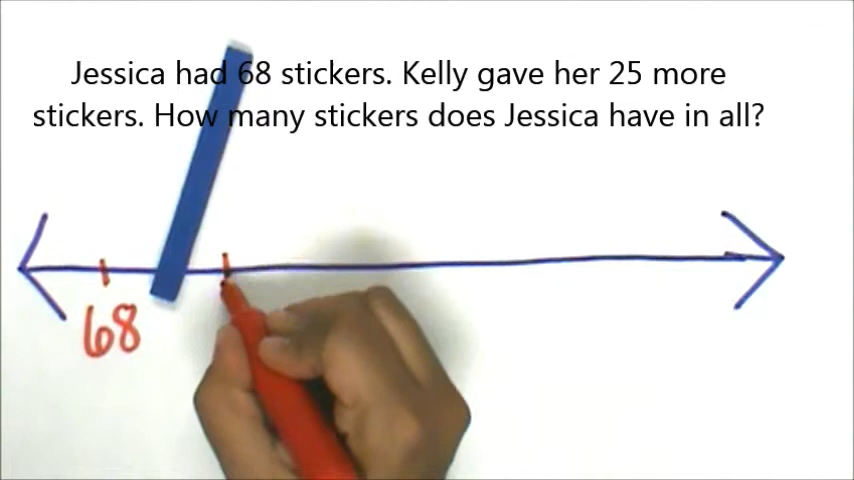 Jessica had 68 stickers. Kelly gave her 25 more
stickers. How many stickers does Jessica have in all?
68